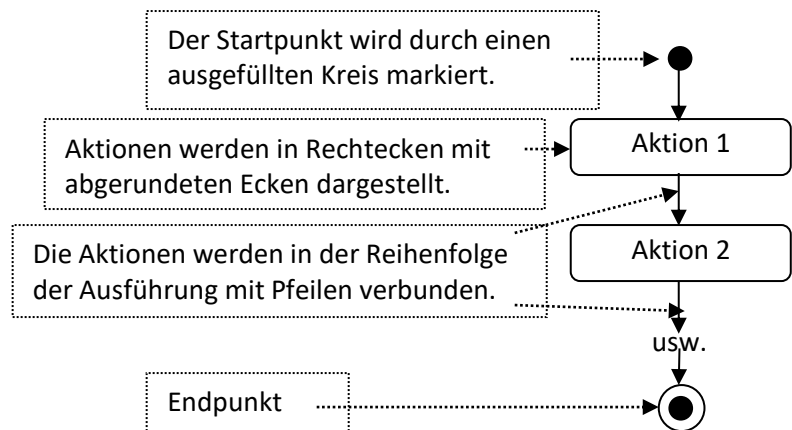 Der Startpunkt wird durch einen
ausgefüllten Kreis markiert.
Aktionen werden in Rechtecken mit
abgerundeten Ecken dargestellt.
Aktion 1
Die Aktionen werden in der Reihenfolge
der Ausführung mit Pfeilen verbunden.
Aktion 2
usw.
Endpunkt